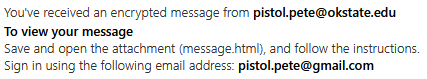 You've received an encrypted message from pistol.pete@okstate.edu
To view your message
Save and open the attachment (message.html), and follow the instructions.
Sign in using the following email address: pistol.pete@gmail.com